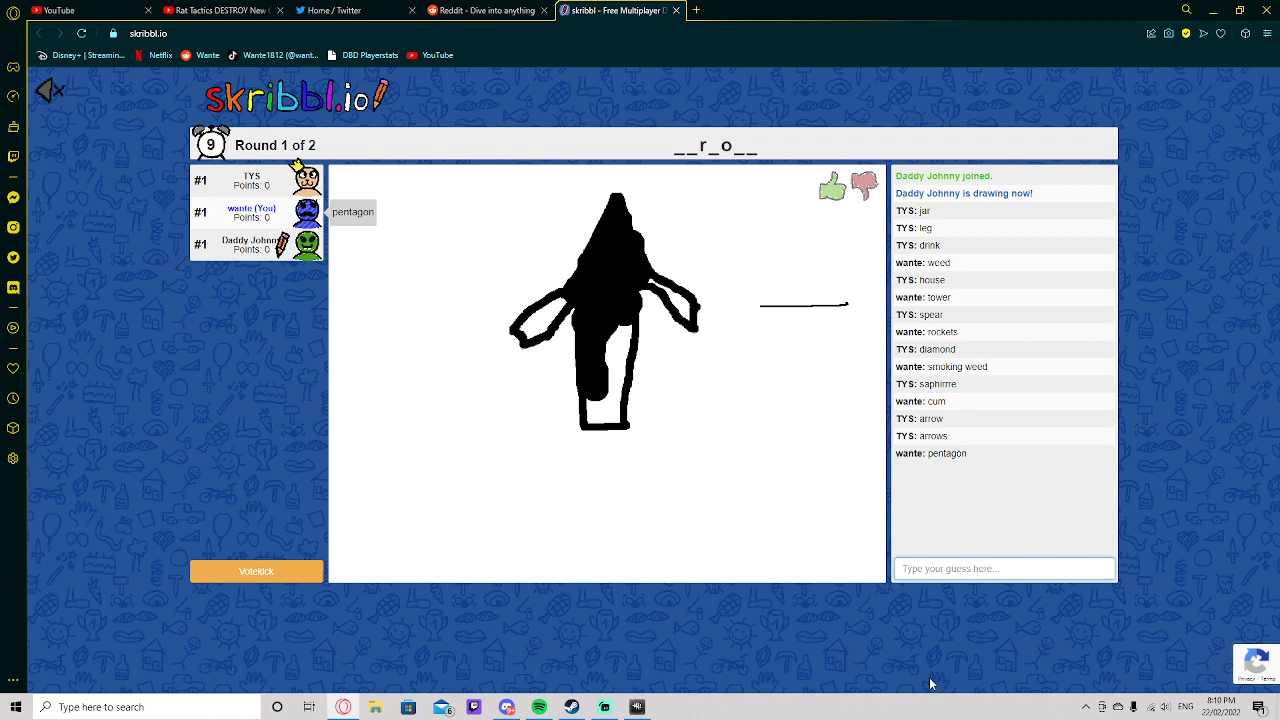 YouTube
Rat Tactics DESTROY New
Home / Twitter
Reddit - Dive into anything
skribbl - Free Multiplayer D
skribbl.io
Disney+ | Streamin...
Netflix
Wante
Wante1812 (@want...
DBD Playerstats
YouTube
skribbl.io
9
Round 1 of 2
__r_o__
#1
TYS
Points: 0
#1
wante (You)
Points: 0
pentagon
#1
Daddy Johnn
Points: 0
Votekick
Daddy Johnny joined.
Daddy Johnny is drawing now!
TYS: jar
TYS: leg
TYS: drink
wante: weed
TYS: house
wante: tower
TYS: spear
wante: rockets
TYS: diamond
wante: smoking weed
TYS: saphirrre
wante: cum
TYS: arrow
TYS: arrows
wante: pentagon
Type your guess here...
Privacy - Terms
Type here to search
8:10 PM
22/02/2022